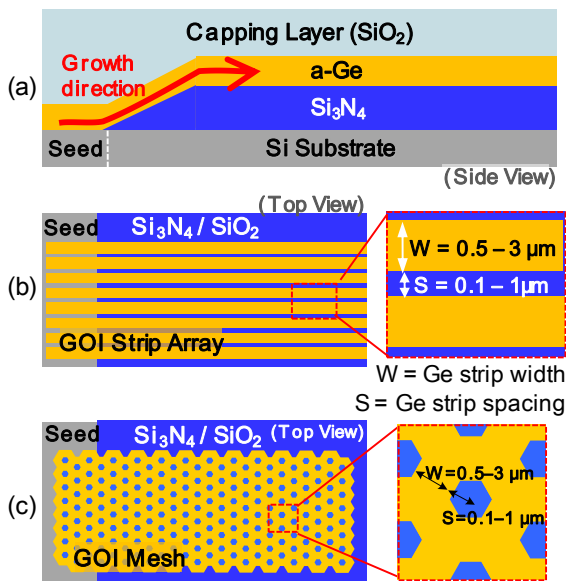 (a)
Capping Layer (SiO₂)
Growth
direction
a-Ge
Si₃N₄
Seed
Si Substrate
(Side View)
(b)
(Top View)
Seed
Si₃N₄ / SiO₂
GOI Strip Array
W = 0.5 – 3 µm
S = 0.1 – 1µm
W = Ge strip width
S = Ge strip spacing
(c)
Seed
Si₃N₄ / SiO₂ (Top View)
GOI Mesh
W=0.5–3 µm
S=0.1–1 µm